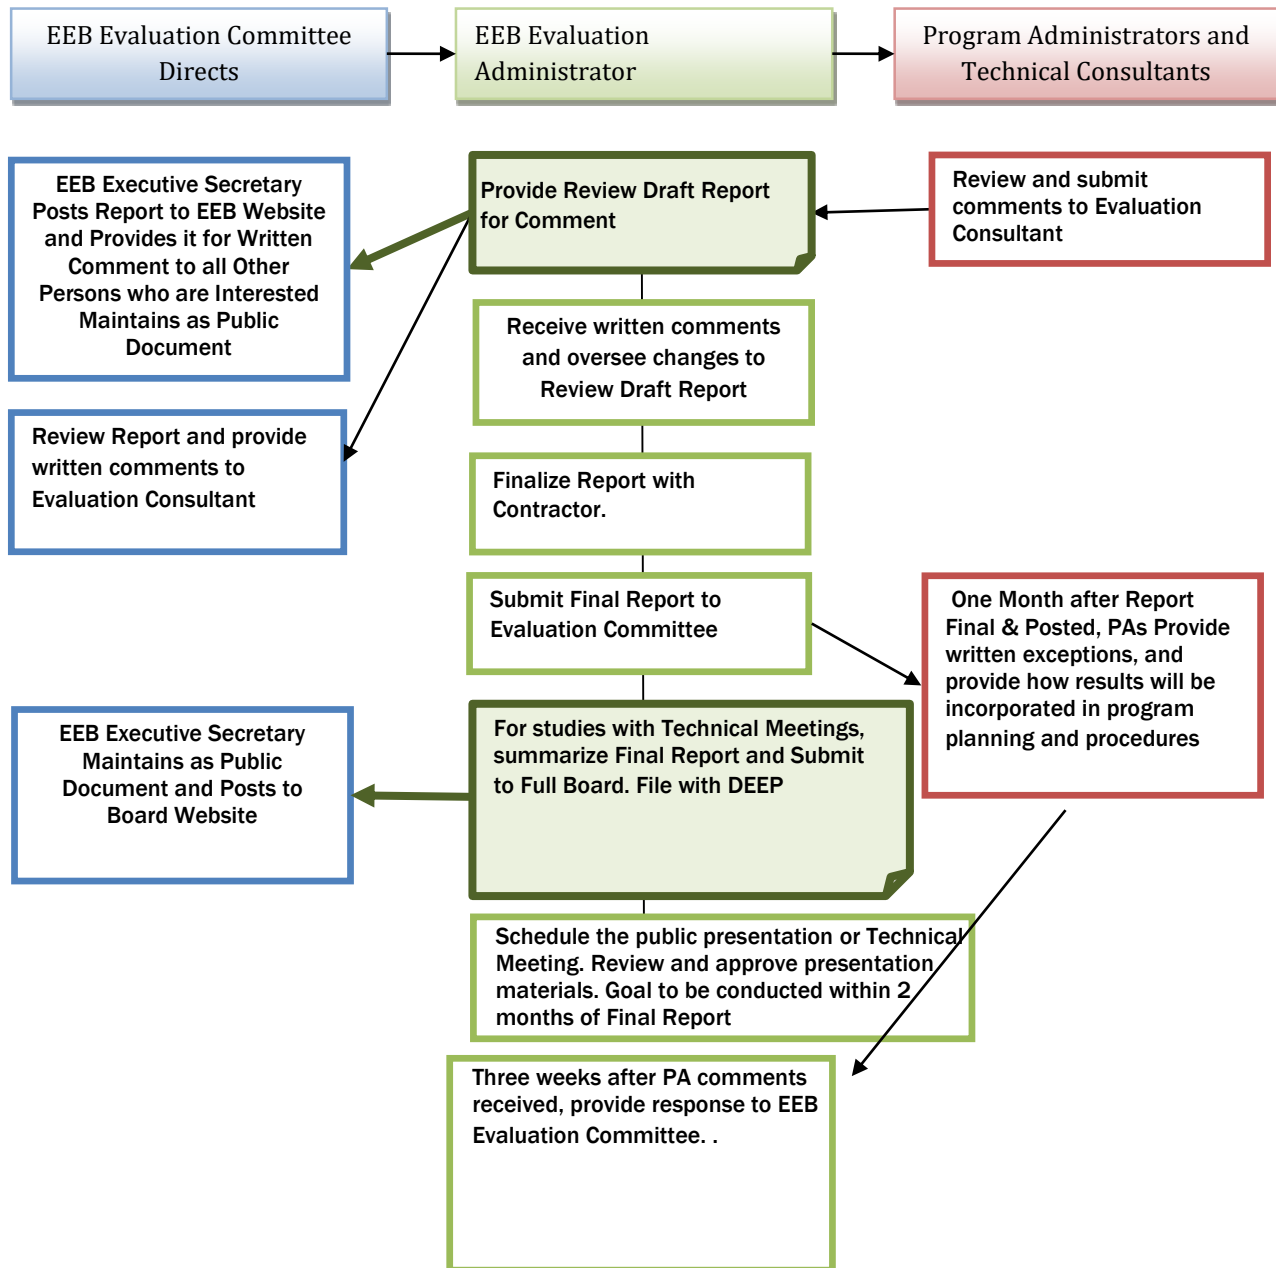 EEB Evaluation Committee
Directs
EEB Evaluation
Administrator
Program Administrators and
Technical Consultants
EEB Executive Secretary
Posts Report to EEB Website
and Provides it for Written
Comment to all Other
Persons who are Interested
Maintains as Public
Document
Provide Review Draft Report
for Comment
Review and submit
comments to Evaluation
Consultant
Receive written comments
and oversee changes to
Review Draft Report
Review Report and provide
written comments to
Evaluation Consultant
Finalize Report with
Contractor.
Submit Final Report to
Evaluation Committee
One Month after Report
Final & Posted, PAs Provide
written exceptions, and
provide how results will be
incorporated in program
planning and procedures
EEB Executive Secretary
Maintains as Public
Document and Posts to
Board Website
For studies with Technical Meetings,
summarize Final Report and Submit
to Full Board. File with DEEP
Schedule the public presentation or Technical
Meeting. Review and approve presentation
materials. Goal to be conducted within 2
months of Final Report
Three weeks after PA comments
received, provide response to EEB
Evaluation Committee. .